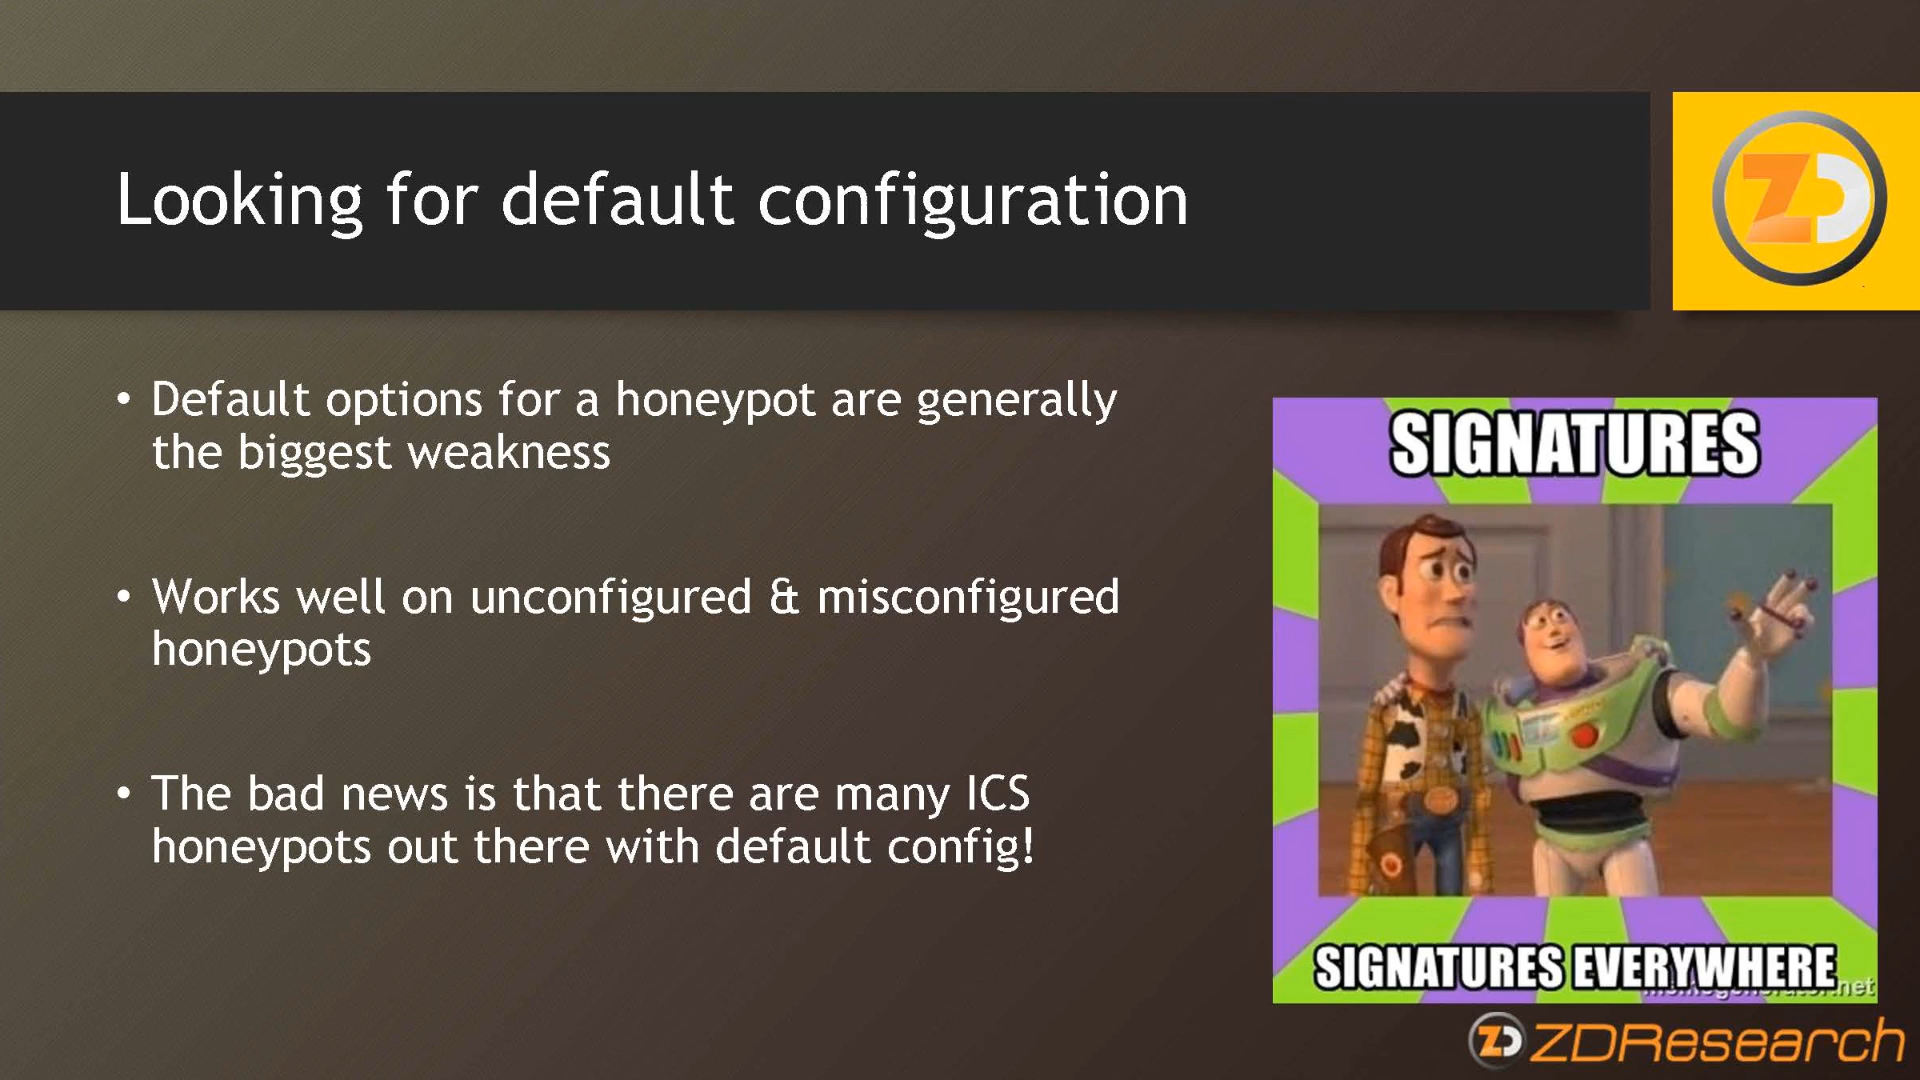 Looking for default configuration
ZD
• Default options for a honeypot are generally
the biggest weakness
• Works well on unconfigured & misconfigured
honeypots
• The bad news is that there are many ICS
honeypots out there with default config!
SIGNATURES
SIGNATURES EVERYWHERE
ZD ZDResearch